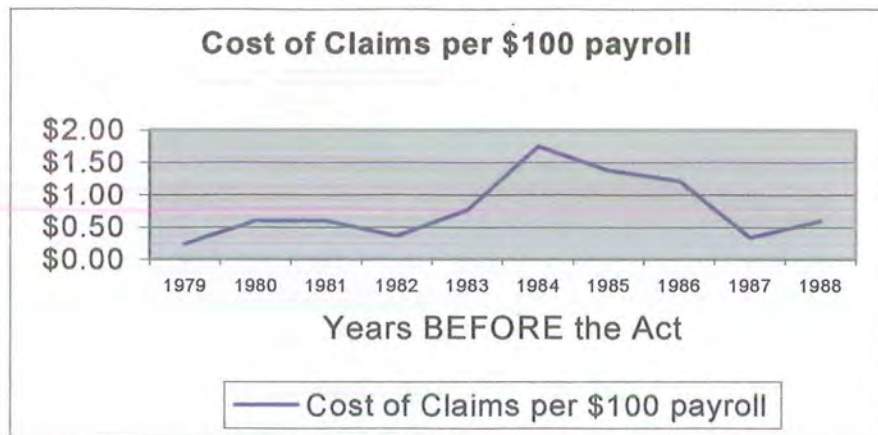 Cost of Claims per $100 payroll
$2.00
$1.50
$1.00
$0.50
$0.00
1979 1980 1981 1982 1983 1984 1985 1986 1987 1988
Years BEFORE the Act
Cost of Claims per $100 payroll